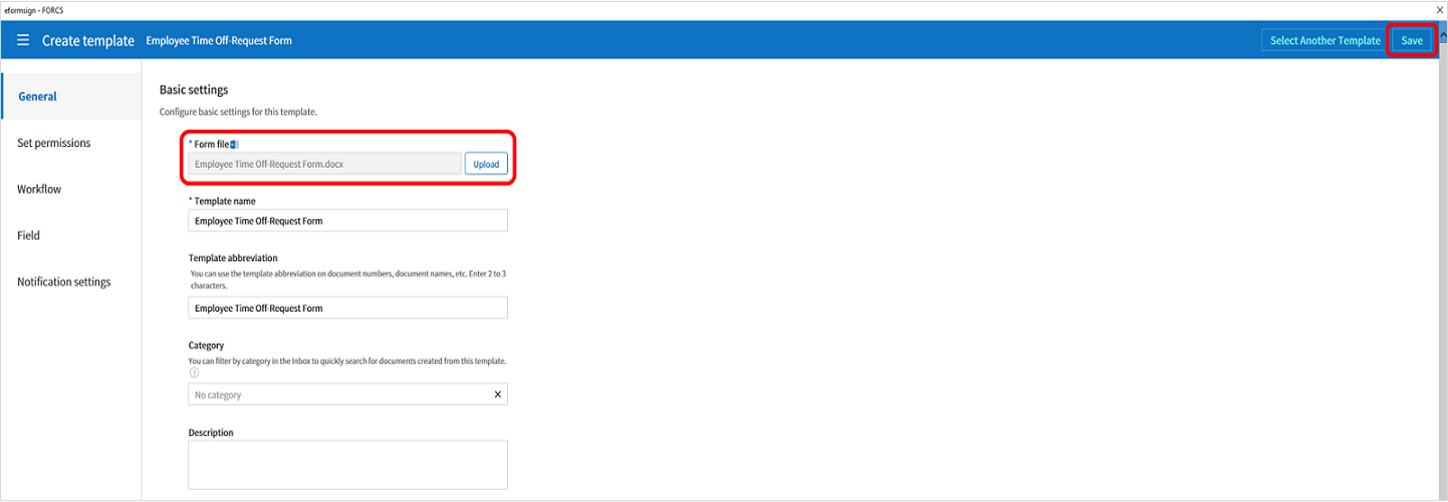 eformsign - FORCS
Create template Employee Time Off-Request Form Select Another Template Save
General
Set permissions
Workflow
Field
Notification settings
Basic settings
Configure basic settings for this template.
* Form file
Employee Time Off-Request Form.docx Upload
* Template name
Employee Time Off-Request Form
Template abbreviation
You can use the template abbreviation on document numbers, document names, etc. Enter 2 to 3
characters.
Employee Time Off-Request Form
Category
You can filter by category in the Inbox to quickly search for documents created from this template.
?
No category
Description